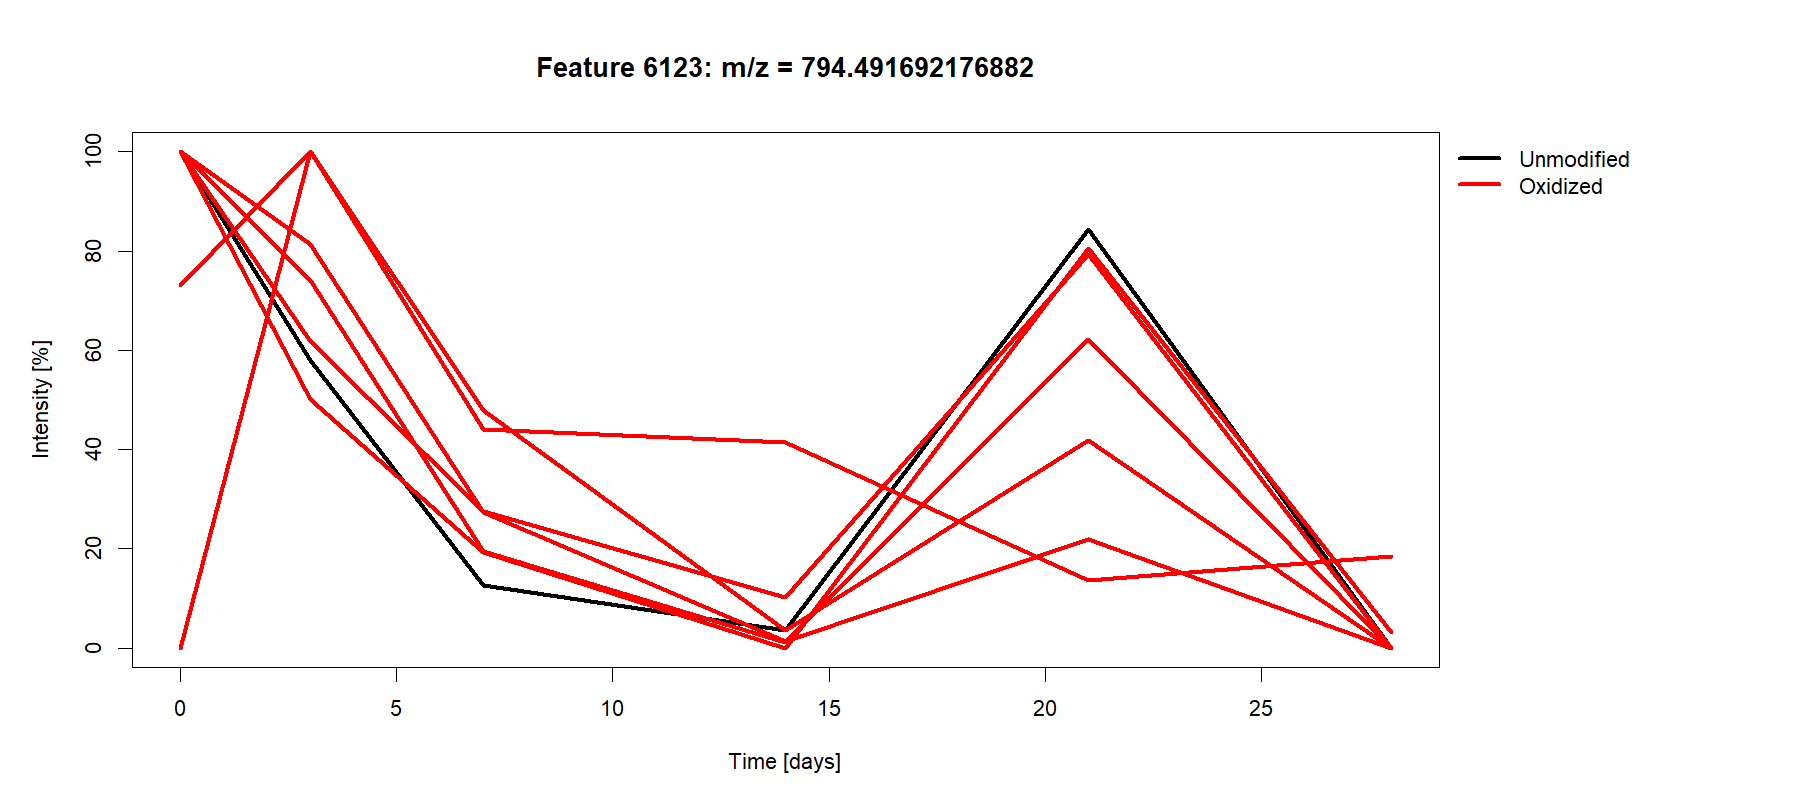 Feature 6123: m/z = 794.491692176882
Unmodified
Oxidized
Intensity [%]
100
80
60
40
20
0
0 5 10 15 20 25
Time [days]